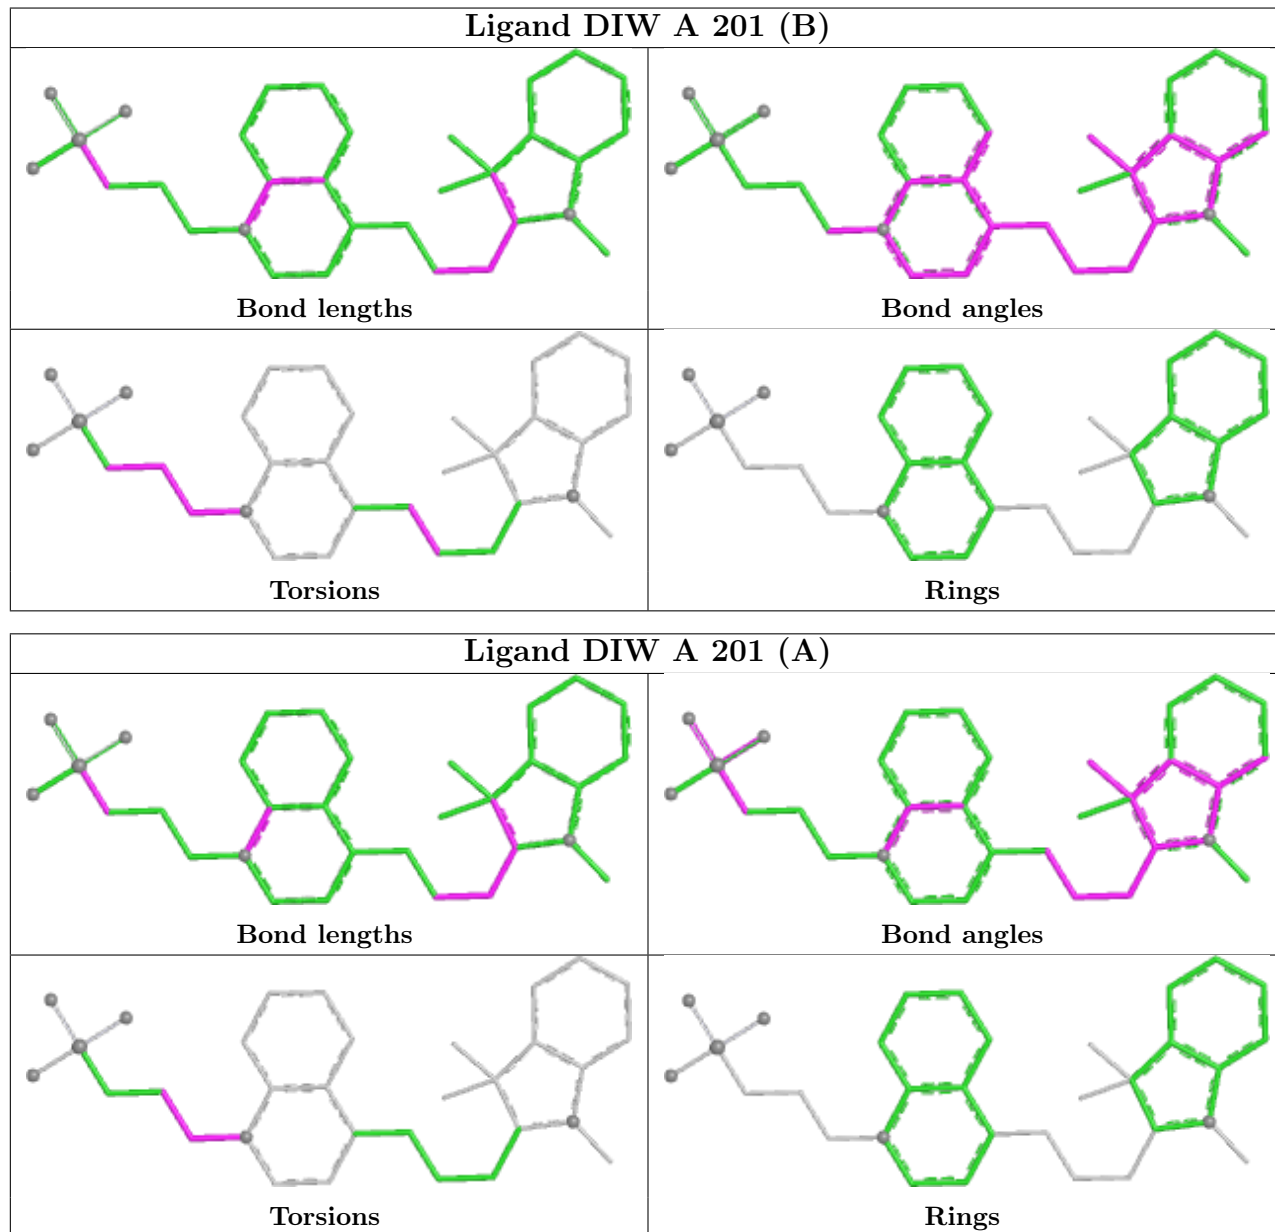 Ligand DIW A 201 (B)
Bond lengths
Bond angles
Torsions
Rings
Ligand DIW A 201 (A)
Bond lengths
Bond angles
Torsions
Rings